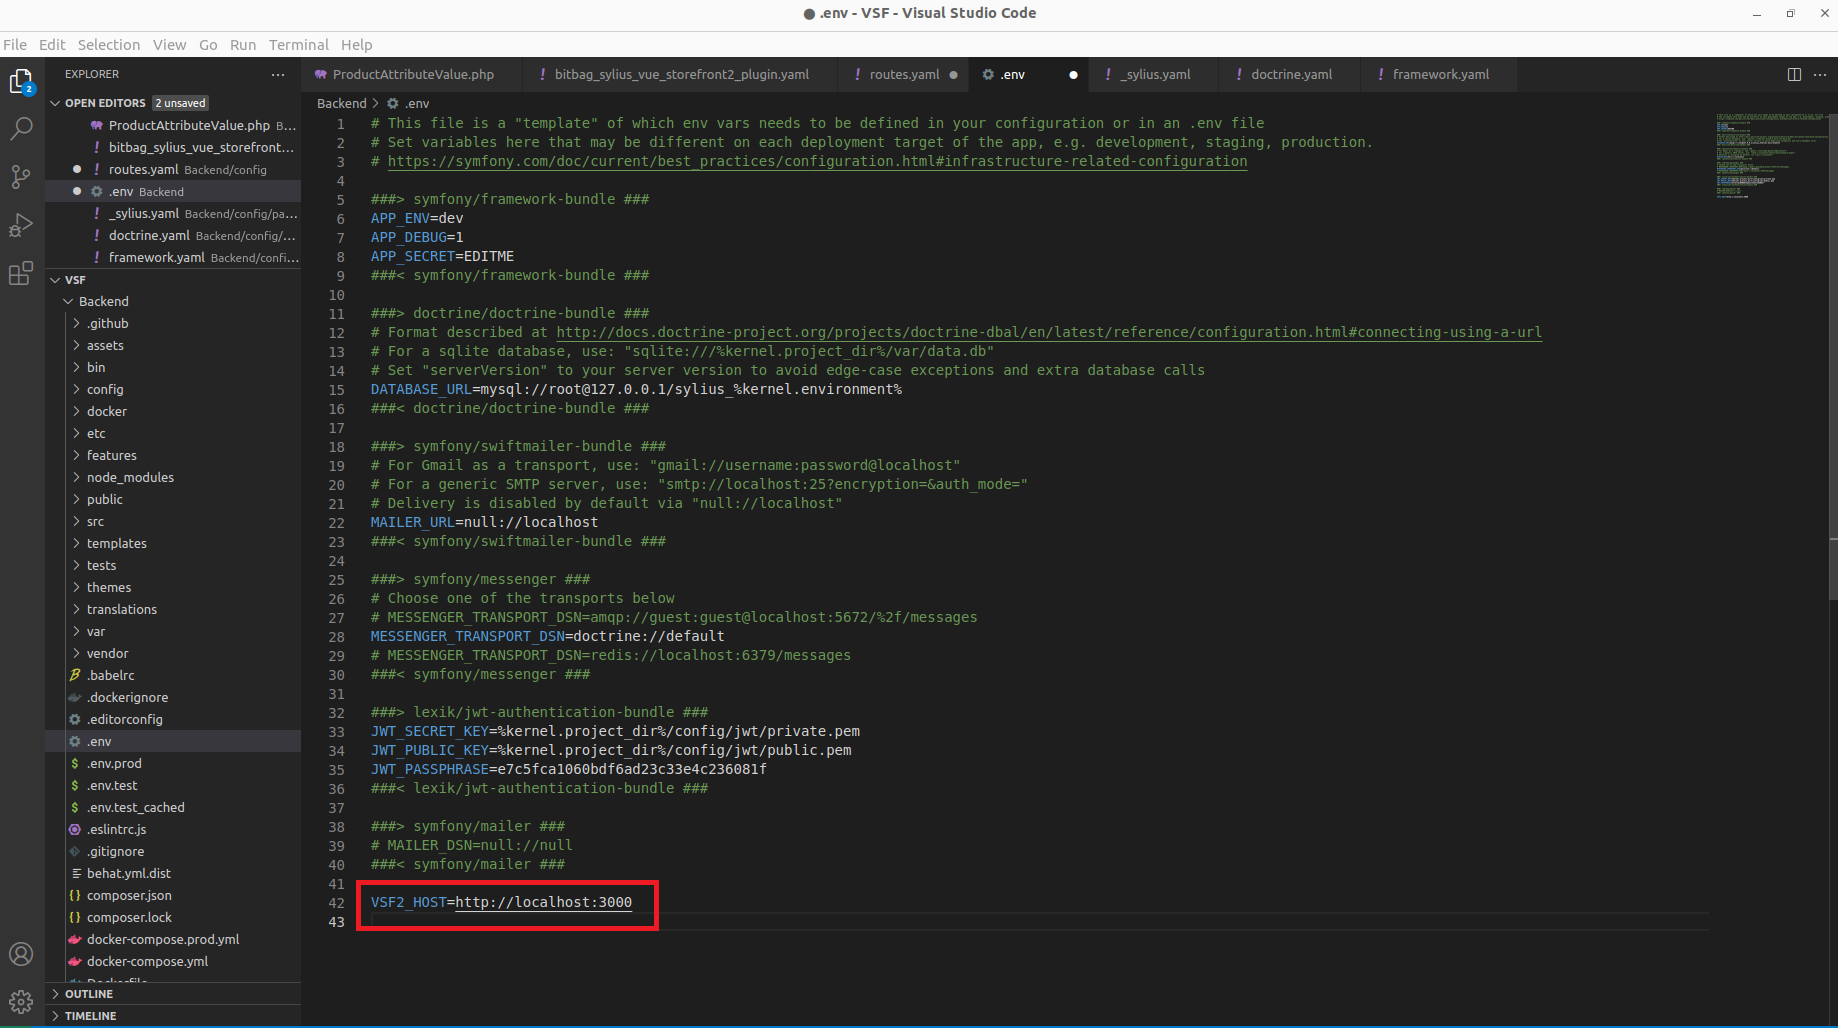 .env - VSF - Visual Studio Code
File Edit Selection View Go Run Terminal Help
EXPLORER
OPEN EDITORS 2 unsaved
ProductAttributeValue.php B...
bitbag_sylius_vue_storefront...
routes.yaml Backend/config
.env Backend
_sylius.yaml Backend/config/pa...
doctrine.yaml Backend/config/...
framework.yaml Backend/confi...
VSF
Backend
.github
assets
bin
config
docker
etc
features
node_modules
public
src
templates
tests
themes
translations
var
vendor
.babelrc
.dockerignore
.editorconfig
.env
.env.prod
.env.test
.env.test_cached
.eslintrc.js
.gitignore
behat.yml.dist
composer.json
composer.lock
docker-compose.prod.yml
docker-compose.yml
Dockerfile
OUTLINE
TIMELINE
2
ProductAttributeValue.php bitbag_sylius_vue_storefront2_plugin.yaml routes.yaml .env _sylius.yaml doctrine.yaml framework.yaml
Backend > .env
1 # This file is a "template" of which env vars needs to be defined in your configuration or in an .env file
2 # Set variables here that may be different on each deployment target of the app, e.g. development, staging, production.
3 # https://symfony.com/doc/current/best_practices/configuration.html#infrastructure-related-configuration
4
5 ###> symfony/framework-bundle ###
6 APP_ENV=dev
7 APP_DEBUG=1
8 APP_SECRET=EDITME
9 ###< symfony/framework-bundle ###
10
11 ###> doctrine/doctrine-bundle ###
12 # Format described at http://docs.doctrine-project.org/projects/doctrine-dbal/en/latest/reference/configuration.html#connecting-using-a-url
13 # For a sqlite database, use: "sqlite:///%kernel.project_dir%/var/data.db"
14 # Set "serverVersion" to your server version to avoid edge-case exceptions and extra database calls
15 DATABASE_URL=mysql://root@127.0.0.1/sylius_%kernel.environment%
16 ###< doctrine/doctrine-bundle ###
17
18 ###> symfony/swiftmailer-bundle ###
19 # For Gmail as a transport, use: "gmail://username:password@localhost"
20 # For a generic SMTP server, use: "smtp://localhost:25?encryption=&auth_mode="
21 # Delivery is disabled by default via "null://localhost"
22 MAILER_URL=null://localhost
23 ###< symfony/swiftmailer-bundle ###
24
25 ###> symfony/messenger ###
26 # Choose one of the transports below
27 # MESSENGER_TRANSPORT_DSN=amqp://guest:guest@localhost:5672/%2f/messages
28 MESSENGER_TRANSPORT_DSN=doctrine://default
29 # MESSENGER_TRANSPORT_DSN=redis://localhost:6379/messages
30 ###< symfony/messenger ###
31
32 ###> lexik/jwt-authentication-bundle ###
33 JWT_SECRET_KEY=%kernel.project_dir%/config/jwt/private.pem
34 JWT_PUBLIC_KEY=%kernel.project_dir%/config/jwt/public.pem
35 JWT_PASSPHRASE=e7c5fca1060bdf6ad23c33e4c236081f
36 ###< lexik/jwt-authentication-bundle ###
37
38 ###> symfony/mailer ###
39 # MAILER_DSN=null://null
40 ###< symfony/mailer ###
41
42 VSF2_HOST=http://localhost:3000
43